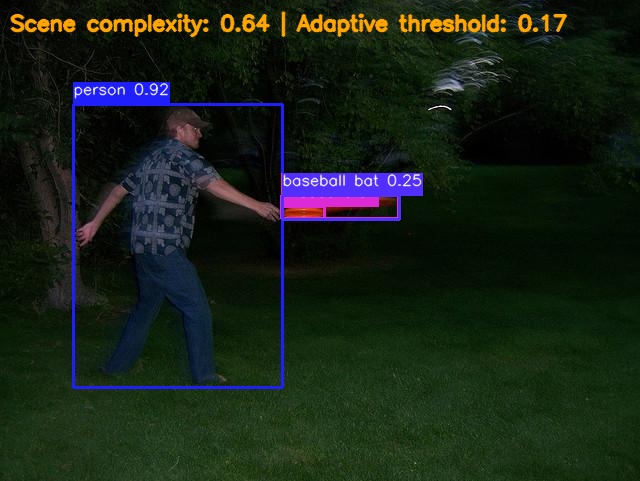 Scene complexity: 0.64 | Adaptive threshold: 0.17
person 0.92
baseball bat 0.25